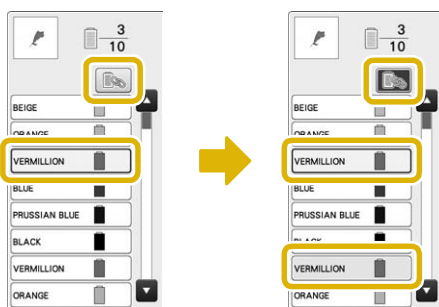 3
10
BEIGE
ORANGE
VERMILLION
BLUE
PRUSSIAN BLUE
BLACK
VERMILLION
ORANGE
3
10
BEIGE
ORANGE
VERMILLION
BLUE
PRUSSIAN BLUE
BLACK
VERMILLION
ORANGE